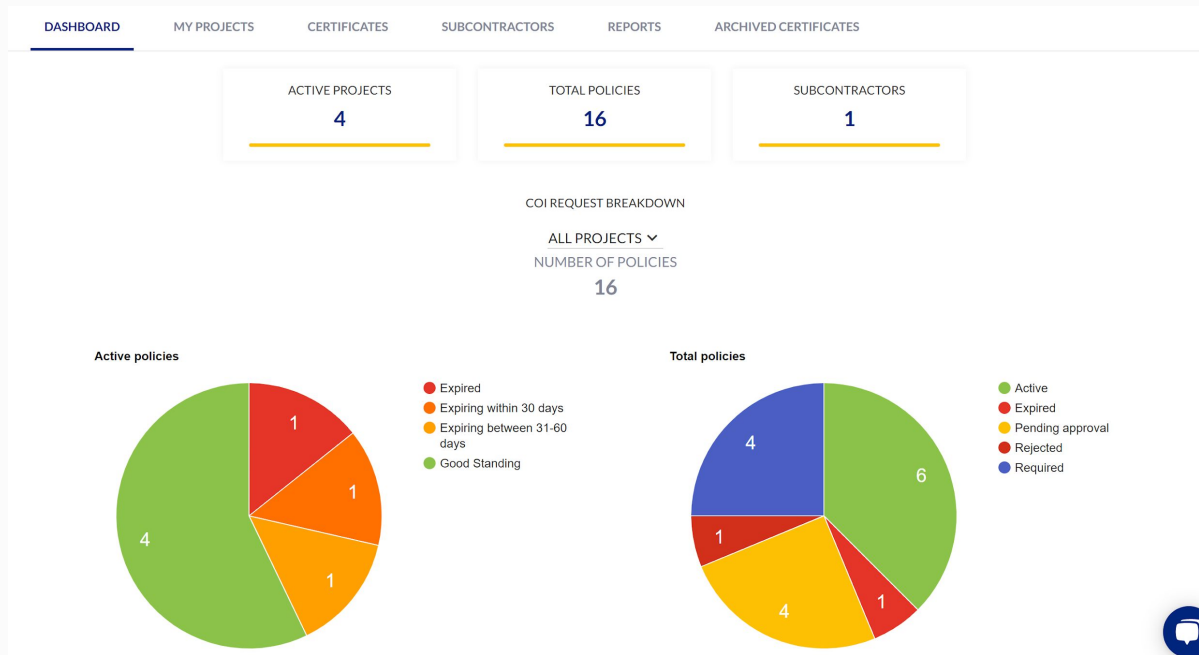 DASHBOARD MY PROJECTS CERTIFICATES SUBCONTRACTORS REPORTS ARCHIVED CERTIFICATES
ACTIVE PROJECTS
4
TOTAL POLICIES
16
SUBCONTRACTORS
1
COI REQUEST BREAKDOWN
ALL PROJECTS
NUMBER OF POLICIES
16
Active policies
1
1
1
4
Expired
Expiring within 30 days
Expiring between 31-60
days
Good Standing
Total policies
4
6
1
4
1
Active
Expired
Pending approval
Rejected
Required